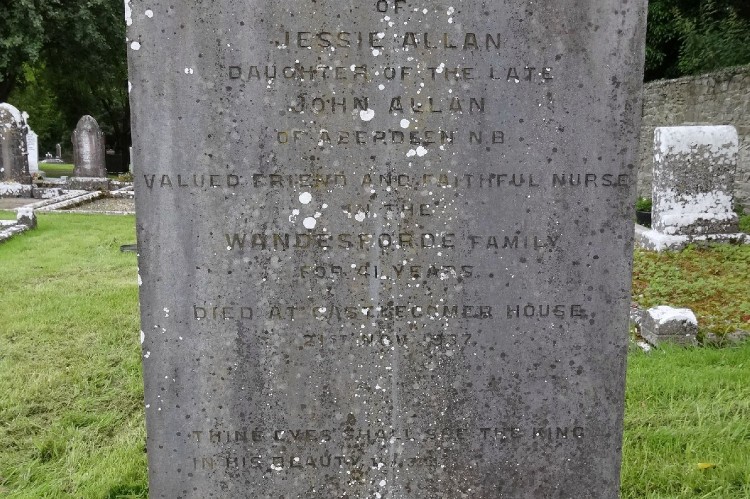 OF
JESSIE ALLAN
DAUGHTER OF THE LATE
JOHN ALLAN
OF ABERDEEN N.B
VALUED FRIEND AND FAITHFUL NURSE
IN THE
WANDESFORDE FAMILY
FOR 41 YEARS
DIED AT CASTLECOMER HOUSE
21ST NOV. 1937.
THINE EYES SHALL SEE THE KING
IN HIS BEAUTY